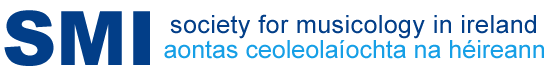 SMI
society for musicology in ireland
aontas ceoleolaíochta na héireann